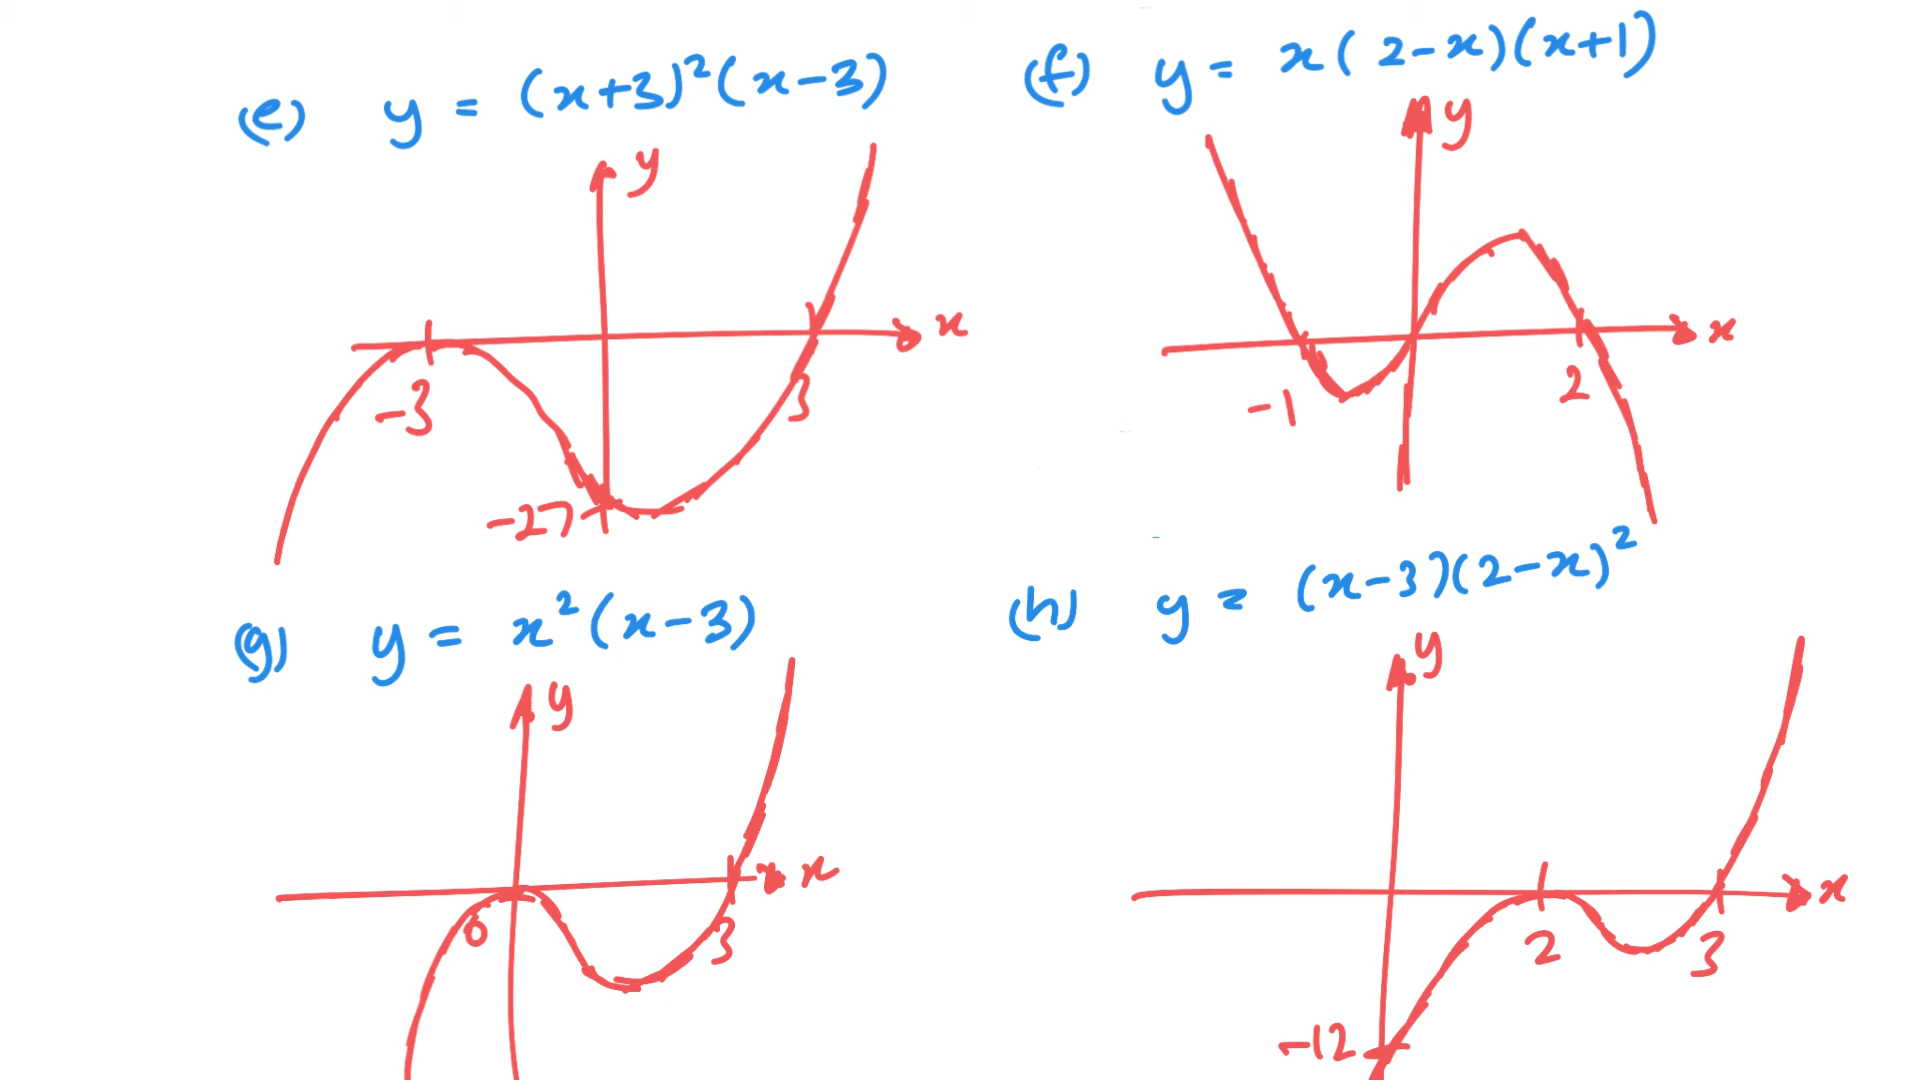 (e) y = (x+3)²(x-3)
y
x
-3
3
-27
(f) y = x(2-x)(x+1)
y
x
-1
2
(g) y = x²(x-3)
y
x
0
3
(h) y = (x-3)(2-x)²
y
x
2
3
-12